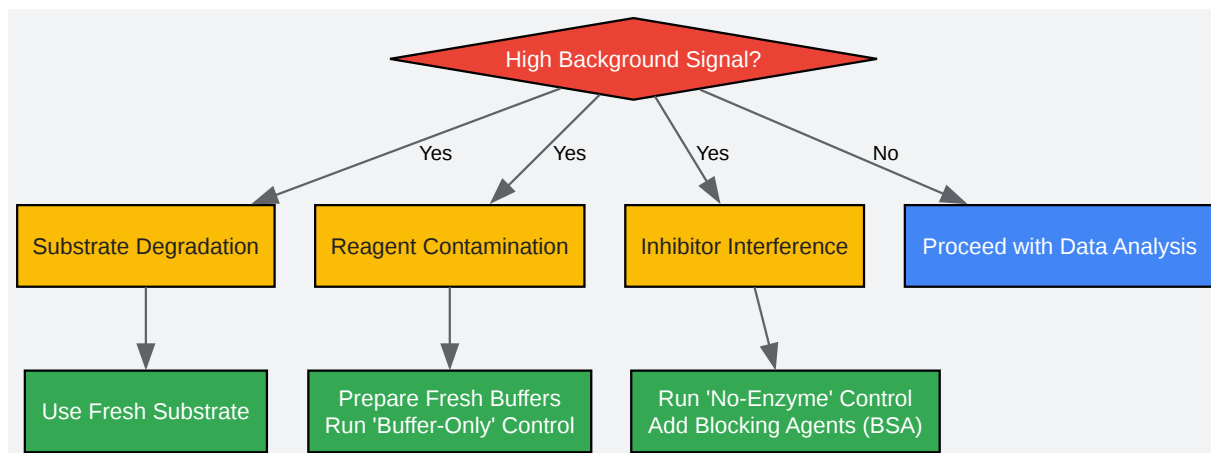 High Background Signal?
Yes
Yes
Yes
No
Substrate Degradation
Reagent Contamination
Inhibitor Interference
Proceed with Data Analysis
Use Fresh Substrate
Prepare Fresh Buffers
Run 'Buffer-Only' Control
Run 'No-Enzyme' Control
Add Blocking Agents (BSA)